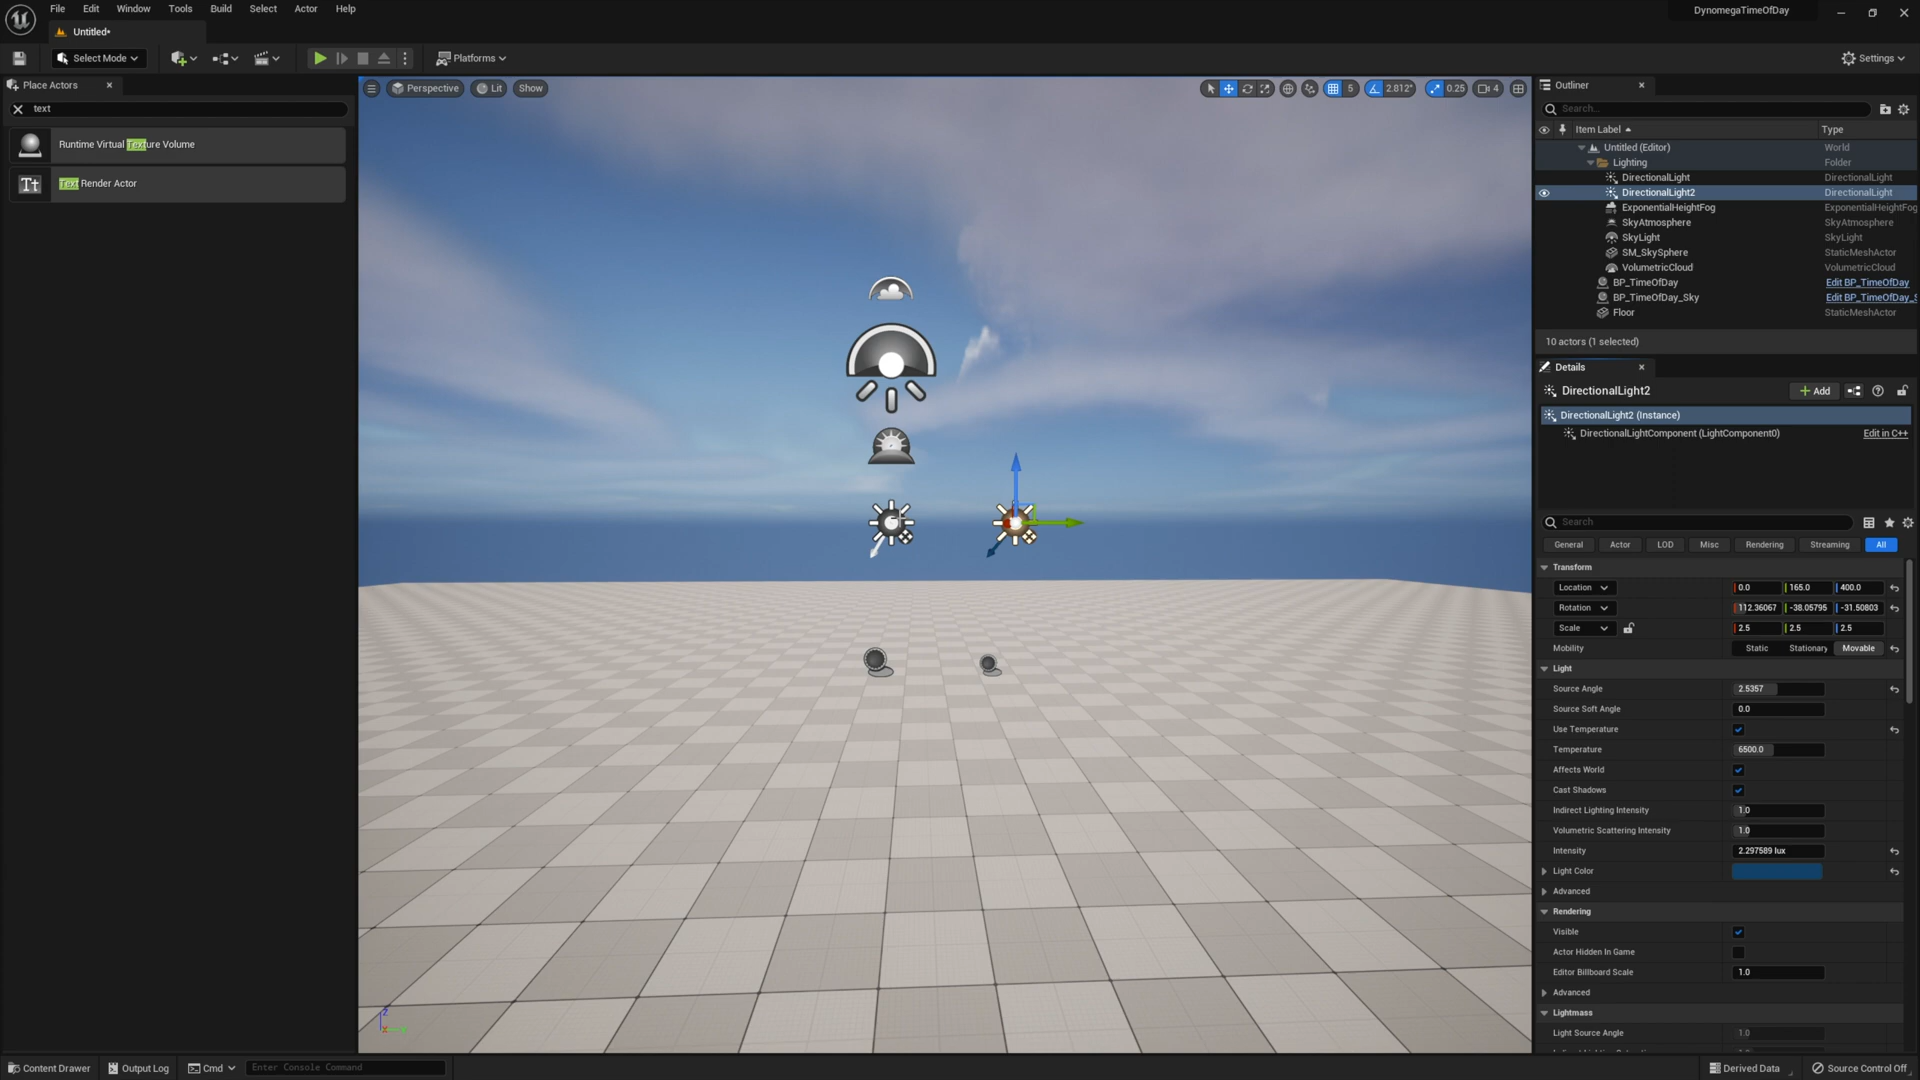 File Edit Window Tools Build Select Actor Help
DynomegaTimeOfDay
Untitled*
Select Mode
Platforms
Settings
Place Actors
text
Runtime Virtual Texture Volume
Tt Text Render Actor
Perspective Lit Show
5 2.812° 0.25 4
Outliner
Search...
Item Label Type
Untitled (Editor) World
Lighting Folder
DirectionalLight DirectionalLight
DirectionalLight2 DirectionalLight
ExponentialHeightFog ExponentialHeightFog
SkyAtmosphere SkyAtmosphere
SkyLight SkyLight
SM_SkySphere StaticMeshActor
VolumetricCloud VolumetricCloud
BP_TimeOfDay Edit BP_TimeOfDay
BP_TimeOfDay_Sky Edit BP_TimeOfDay_S
Floor StaticMeshActor
10 actors (1 selected)
Details
DirectionalLight2
Add
DirectionalLight2 (Instance)
DirectionalLightComponent (LightComponent0) Edit in C++
Search
General Actor LOD Misc Rendering Streaming All
Transform
Location 0.0 165.0 400.0
Rotation 112.36067 -38.05795 -31.50803
Scale 2.5 2.5 2.5
Mobility Static Stationary Movable
Light
Source Angle 2.5357
Source Soft Angle 0.0
Use Temperature
Temperature 6500.0
Affects World
Cast Shadows
Indirect Lighting Intensity 1.0
Volumetric Scattering Intensity 1.0
Intensity 2.297589 lux
Light Color
Advanced
Rendering
Visible
Actor Hidden In Game
Editor Billboard Scale 1.0
Advanced
Lightmass
Light Source Angle 1.0
Z
X
Content Drawer Output Log Cmd Enter Console Command
Derived Data Source Control Off